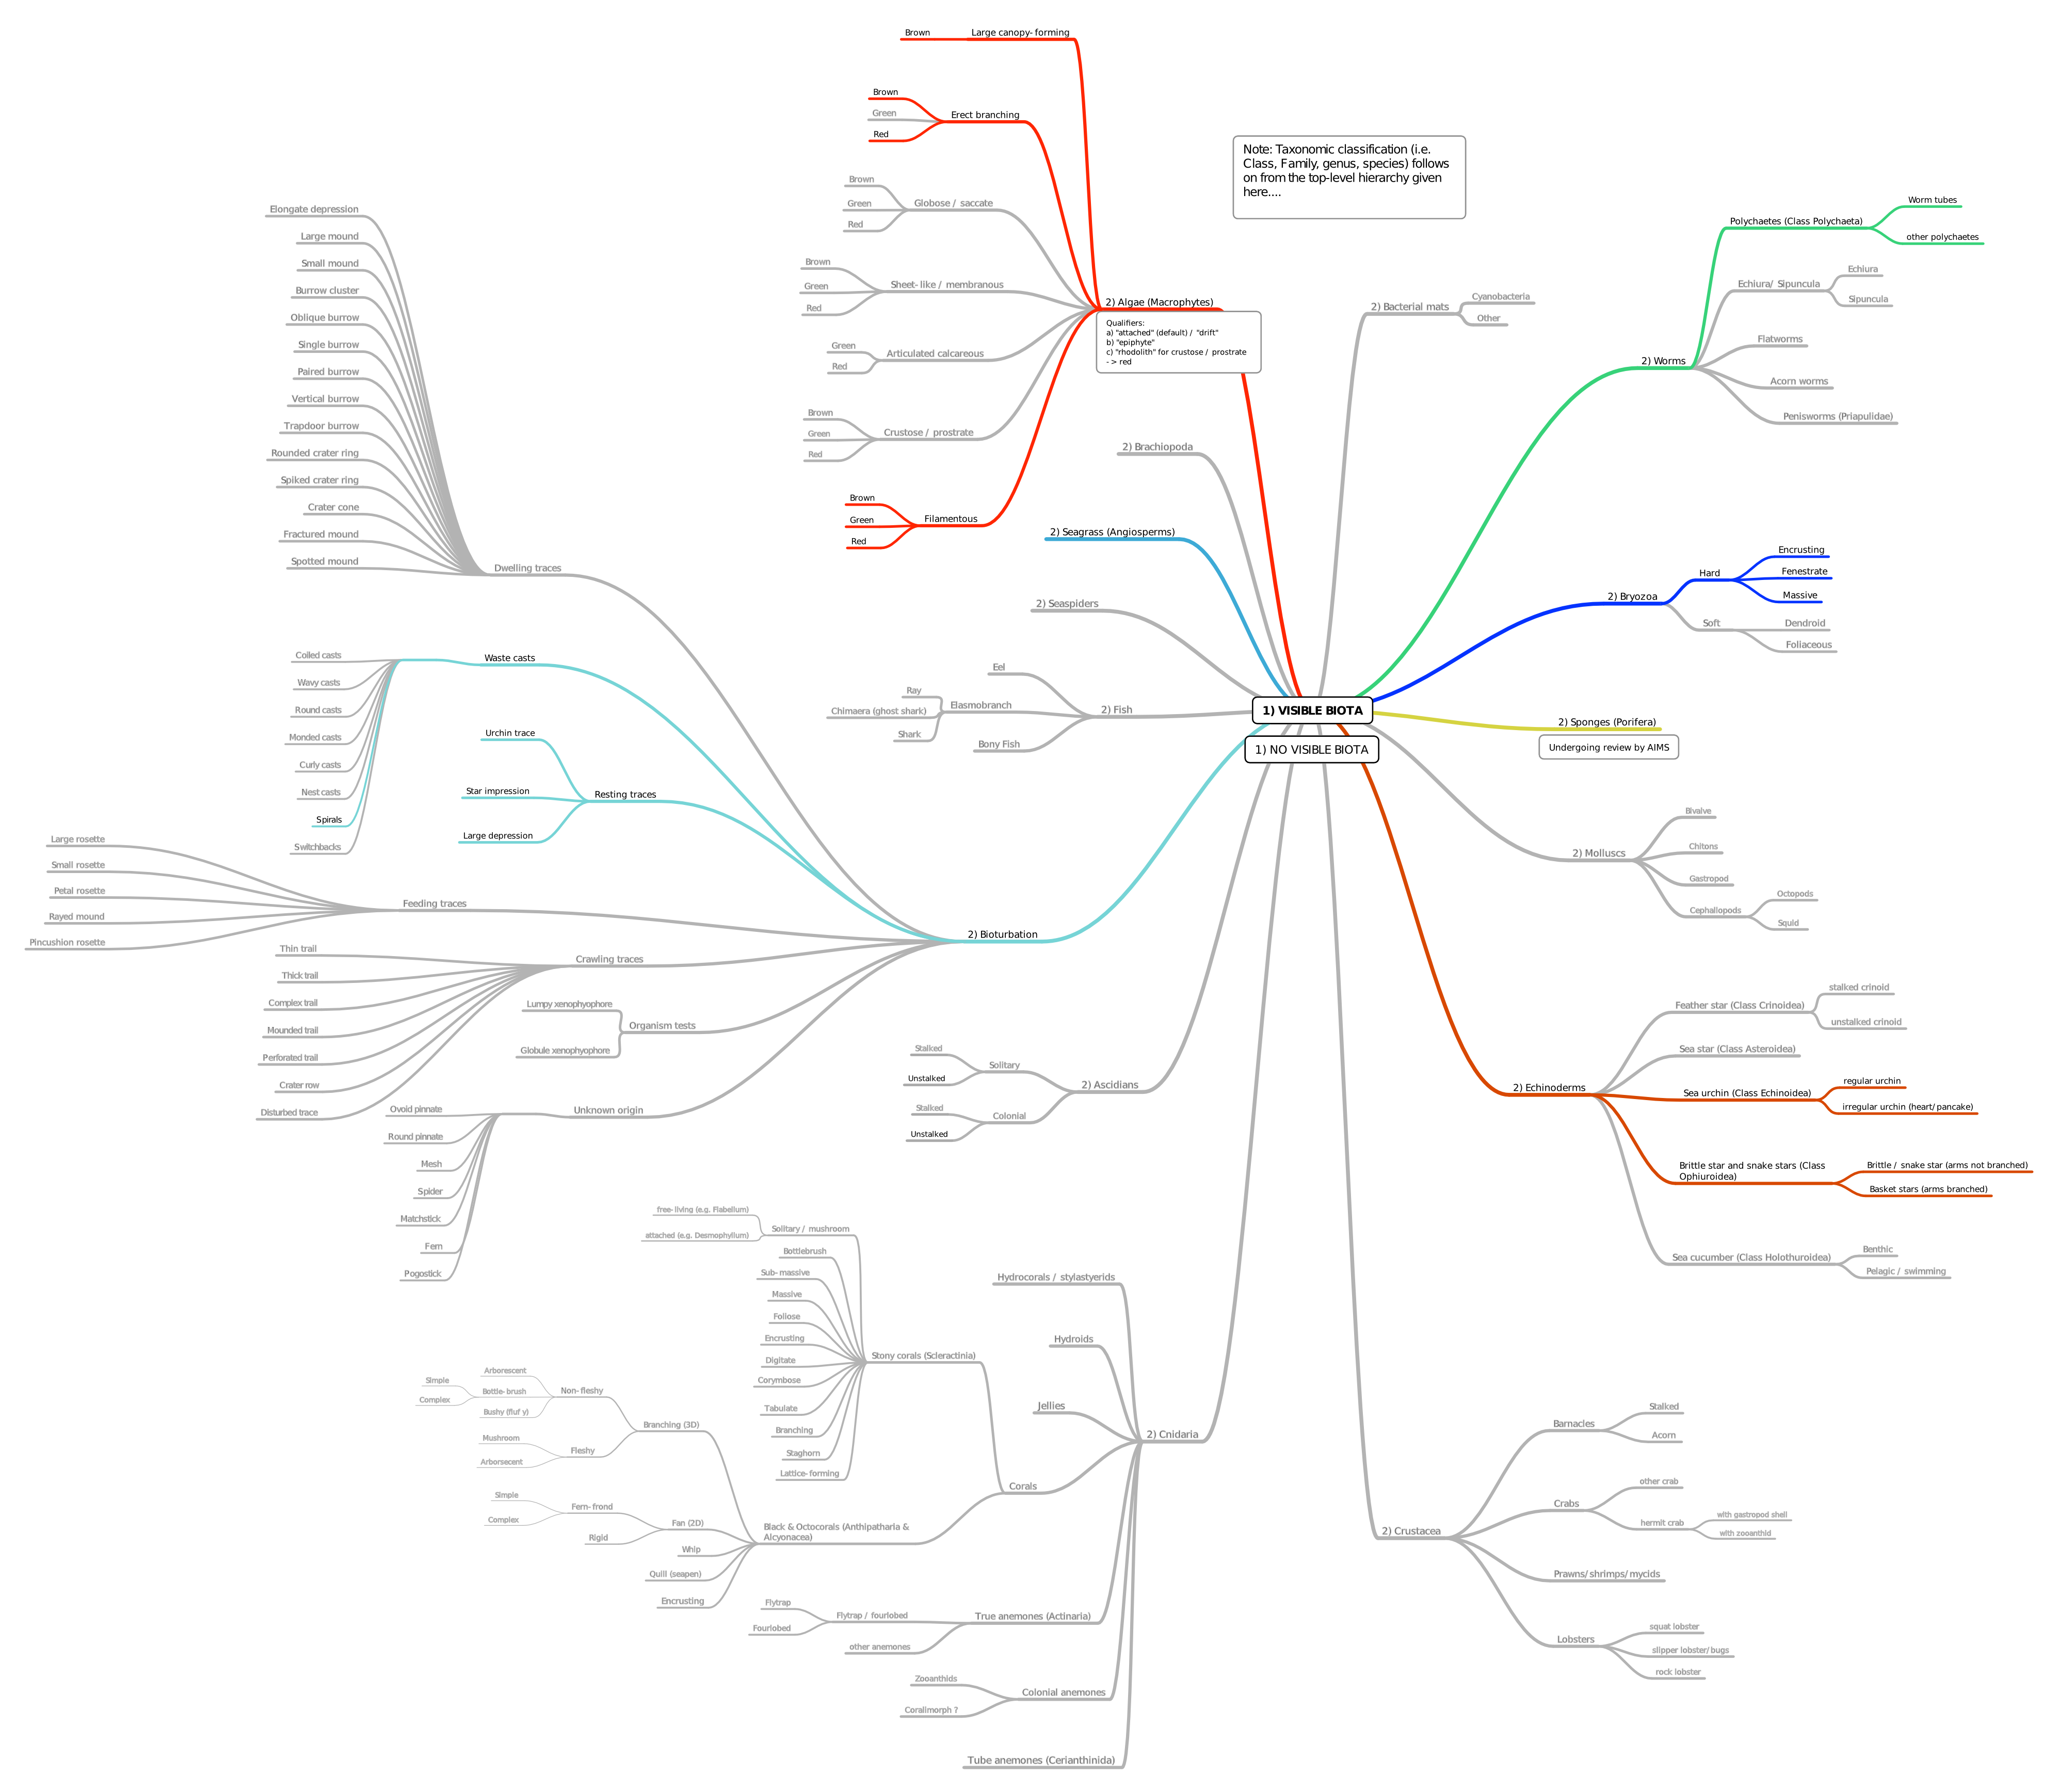 Brown
Large canopy- forming
Brown
Green
Red
Erect branching
Brown
Green
Red
Globose / saccate
Brown
Green
Red
Sheet- like / membranous
Green
Red
Articulated calcareous
Brown
Green
Red
Crustose / prostrate
Brown
Green
Red
Filamentous
2) Algae (Macrophytes)
Qualifiers:
a) "attached" (default) / "drift"
b) "epiphyte"
c) "rhodolith" for crustose / prostrate
- > red
Note: Taxonomic classification (i.e.
Class, Family, genus, species) follows
on from the top-level hierarchy given
here....
2) Bacterial mats
Cyanobacteria
Other
2) Worms
Polychaetes (Class Polychaeta)
Worm tubes
other polychaetes
Echiura/ Sipuncula
Echiura
Sipuncula
Flatworms
Acorn worms
Penisworms (Priapulidae)
2) Brachiopoda
2) Seagrass (Angiosperms)
2) Seaspiders
2) Fish
Eel
Elasmobranch
Ray
Chimaera (ghost shark)
Shark
Bony Fish
2) Bryozoa
Hard
Encrusting
Fenestrate
Massive
Soft
Dendroid
Foliaceous
1) VISIBLE BIOTA
1) NO VISIBLE BIOTA
2) Sponges (Porifera)
Undergoing review by AIMS
2) Molluscs
Bivalve
Chitons
Gastropod
Cephallopods
Octopods
Squid
2) Echinoderms
Feather star (Class Crinoidea)
stalked crinoid
unstalked crinoid
Sea star (Class Asteroidea)
Sea urchin (Class Echinoidea)
regular urchin
irregular urchin (heart/ pancake)
Brittle star and snake stars (Class
Ophiuroidea)
Brittle / snake star (arms not branched)
Basket stars (arms branched)
Sea cucumber (Class Holothuroidea)
Benthic
Pelagic / swimming
2) Crustacea
Barnacles
Stalked
Acorn
Crabs
other crab
hermit crab
with gastropod shell
with zooanthid
Prawns/ shrimps/ mycids
Lobsters
squat lobster
slipper lobster/ bugs
rock lobster
Elongate depression
Large mound
Small mound
Burrow cluster
Oblique burrow
Single burrow
Paired burrow
Vertical burrow
Trapdoor burrow
Rounded crater ring
Spiked crater ring
Crater cone
Fractured mound
Spotted mound
Dwelling traces
Waste casts
Coiled casts
Wavy casts
Round casts
Monded casts
Curly casts
Nest casts
Spirals
Switchbacks
Urchin trace
Star impression
Large depression
Resting traces
Large rosette
Small rosette
Petal rosette
Rayed mound
Pincushion rosette
Feeding traces
2) Bioturbation
Thin trail
Thick trail
Complex trail
Mounded trail
Perforated trail
Crater row
Disturbed trace
Crawling traces
Lumpy xenophyophore
Globule xenophyophore
Organism tests
Ovoid pinnate
Round pinnate
Mesh
Spider
Matchstick
Fern
Pogostick
Unknown origin
2) Ascidians
Solitary
Stalked
Unstalked
Colonial
Stalked
Unstalked
2) Cnidaria
Hydrocorals / stylastyerids
Hydroids
Jellies
Corals
Stony corals (Scleractinia)
Solitary / mushroom
free- living (e.g. Flabellum)
attached (e.g. Desmophyllum)
Bottlebrush
Sub- massive
Massive
Foliose
Encrusting
Digitate
Corymbose
Tabulate
Branching
Staghorn
Lattice- forming
Black & Octocorals (Anthipatharia &
Alcyonacea)
Branching (3D)
Non- fleshy
Arborescent
Bottle- brush
Simple
Complex
Bushy (fluf y)
Fleshy
Mushroom
Arborsecent
Fan (2D)
Fern- frond
Simple
Complex
Rigid
Whip
Quill (seapen)
Encrusting
True anemones (Actinaria)
Flytrap / fourlobed
Flytrap
Fourlobed
other anemones
Colonial anemones
Zooanthids
Corallimorph ?
Tube anemones (Cerianthinida)